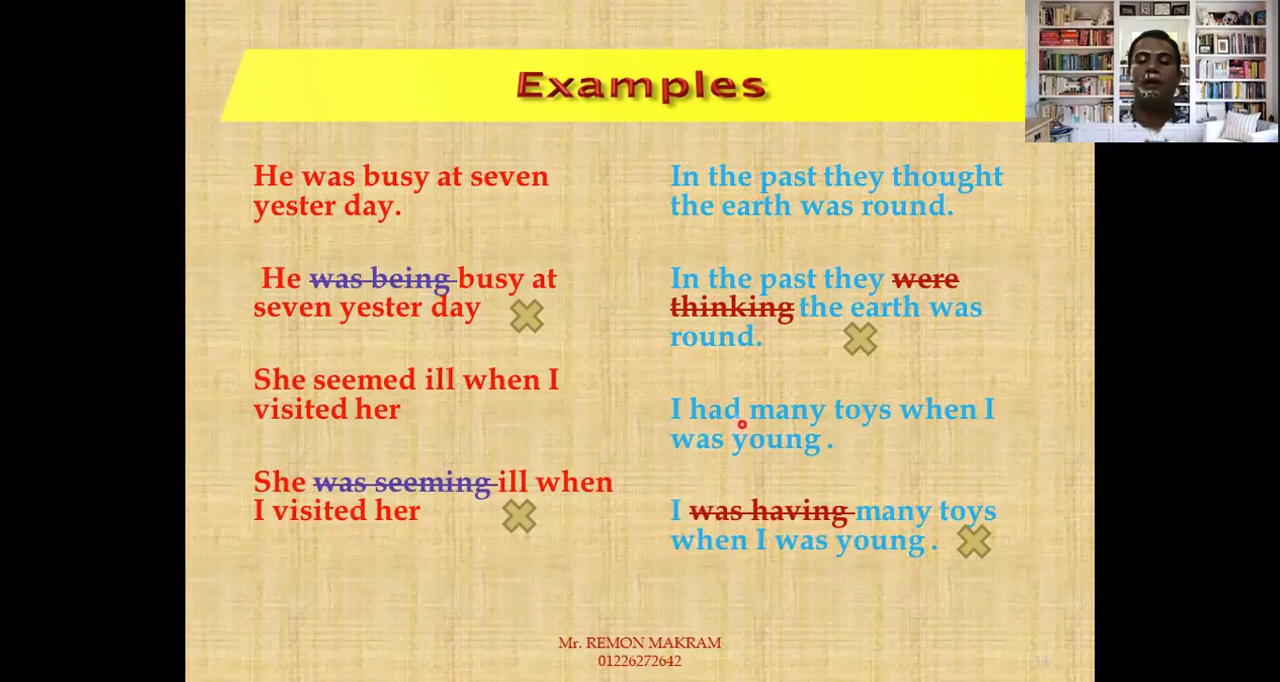 Examples
He was busy at seven
yester day.
He was being busy at
seven yester day
She seemed ill when I
visited her
She was seeming ill when
I visited her
In the past they thought
the earth was round.
In the past they were
thinking the earth was
round.
I had many toys when I
was young .
I was having many toys
when I was young .
Mr. REMON MAKRAM
01226272642
14